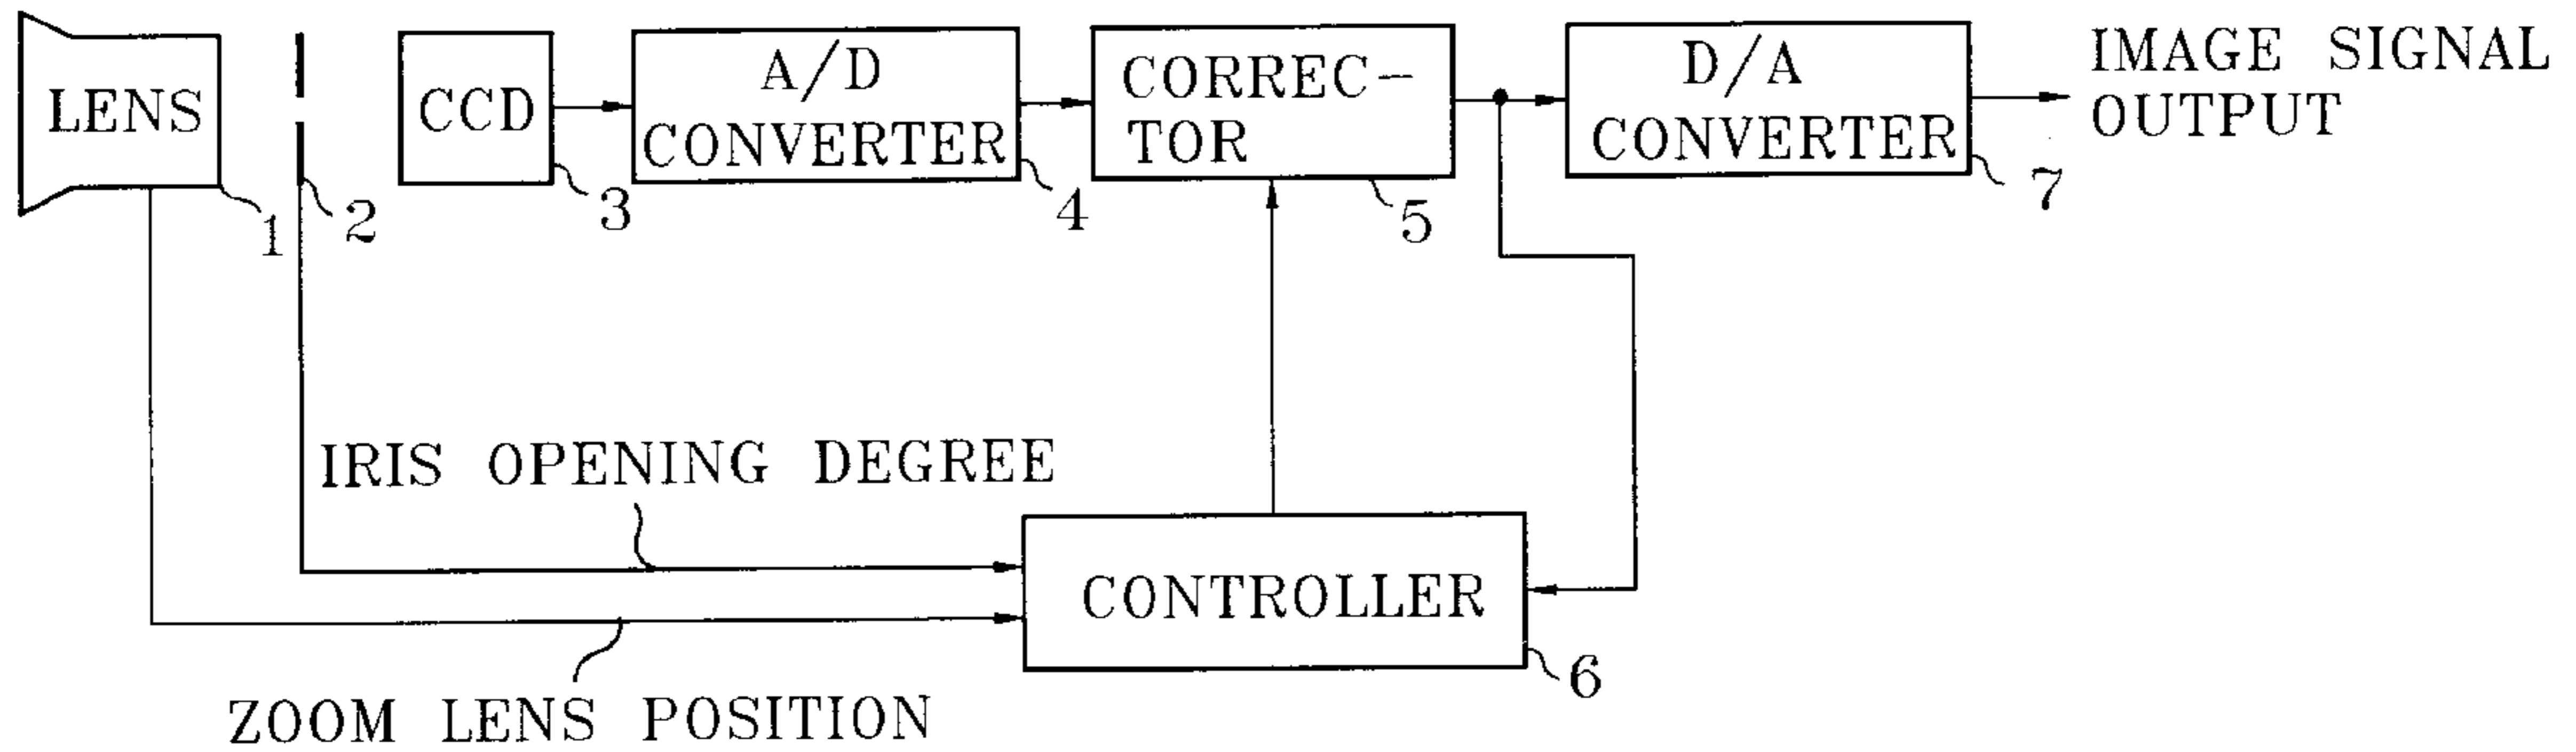 LENS
CCD
A/D
CONVERTER
CORREC-
TOR
D/A
CONVERTER
IMAGE SIGNAL
OUTPUT
1
2
3
4
5
7
IRIS OPENING DEGREE
CONTROLLER
6
ZOOM LENS POSITION